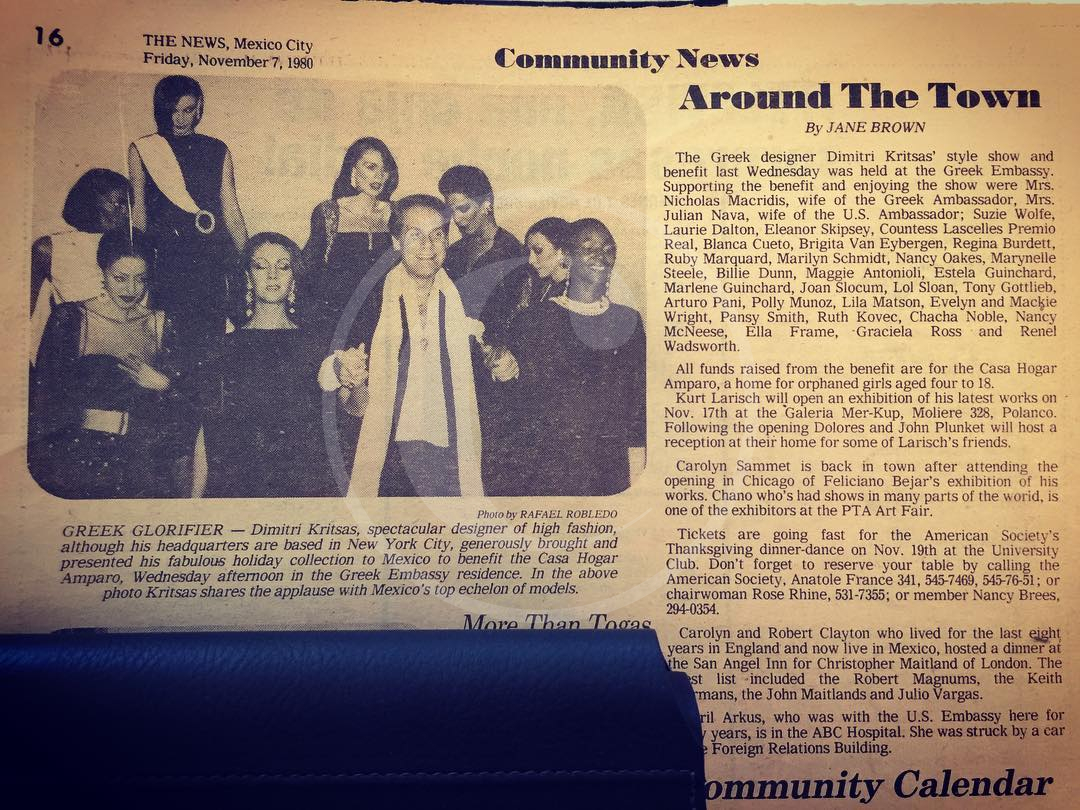 16
THE NEWS, Mexico City
Friday, November 7, 1980
Community News
Photo by RAFAEL ROBLEDO
GREEK GLORIFIER — Dimitri Kritsas, spectacular designer of high fashion,
although his headquarters are based in New York City, generously brought and
presented his fabulous holiday collection to Mexico to benefit the Casa Hogar
Amparo, Wednesday afternoon in the Greek Embassy residence. In the above
photo Kritsas shares the applause with Mexico's top echelon of models.
More Than Togas
Around The Town
By JANE BROWN
The Greek designer Dimitri Kritsas' style show and
benefit last Wednesday was held at the Greek Embassy.
Supporting the benefit and enjoying the show were Mrs.
Nicholas Macridis, wife of the Greek Ambassador, Mrs.
Julian Nava, wife of the U.S. Ambassador; Suzie Wolfe,
Laurie Dalton, Eleanor Skipsey, Countess Lascelles Premio
Real, Blanca Cueto, Brigita Van Eybergen, Regina Burdett,
Ruby Marquard, Marilyn Schmidt, Nancy Oakes, Marynelle
Steele, Billie Dunn, Maggie Antonioli, Estela Guinchard,
Marlene Guinchard, Joan Slocum, Lol Sloan, Tony Gottlieb,
Arturo Pani, Polly Munoz, Lila Matson, Evelyn and Mackie
Wright, Pansy Smith, Ruth Kovec, Chacha Noble, Nancy
McNeese, Ella Frame, Graciela Ross and Renel
Wadsworth.
All funds raised from the benefit are for the Casa Hogar
Amparo, a home for orphaned girls aged four to 18.
Kurt Larisch will open an exhibition of his latest works on
Nov. 17th at the Galeria Mer-Kup, Moliere 328, Polanco.
Following the opening Dolores and John Plunket will host a
reception at their home for some of Larisch's friends.
Carolyn Sammet is back in town after attending the
opening in Chicago of Feliciano Bejar's exhibition of his
works. Chano who's had shows in many parts of the world, is
one of the exhibitors at the PTA Art Fair.
Tickets are going fast for the American Society's
Thanksgiving dinner-dance on Nov. 19th at the University
Club. Don't forget to reserve your table by calling the
American Society, Anatole France 341, 545-7469, 545-76-51; or
chairwoman Rose Rhine, 531-7355; or member Nancy Brees,
294-0354.
Carolyn and Robert Clayton who lived for the last eight
years in England and now live in Mexico, hosted a dinner at
the San Angel Inn for Christopher Maitland of London. The
list included the Robert Magnums, the Keith
the John Maitlands and Julio Vargas.
Arkus, who was with the U.S. Embassy here for
years, is in the ABC Hospital. She was struck by a car
Foreign Relations Building.
ommunity Calendar